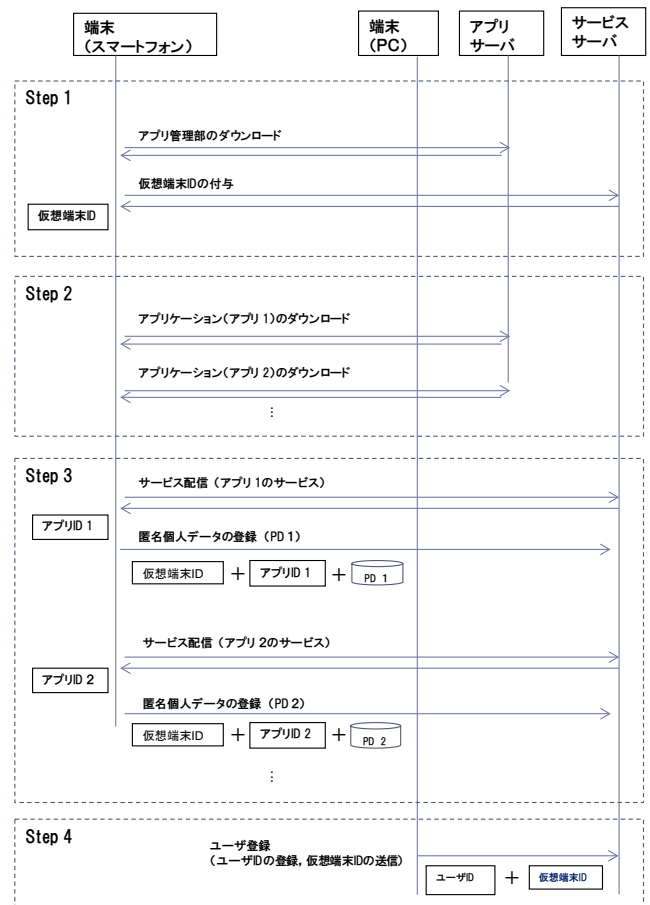 端末
(スマートフォン)
端末
(PC)
アプリ
サーバ
サービス
サーバ
Step 1
アプリ管理部のダウンロード
仮想端末IDの付与
仮想端末ID
Step 2
アプリケーション(アプリ1)のダウンロード
アプリケーション(アプリ2)のダウンロード
⋮
Step 3
サービス配信 (アプリ1のサービス)
アプリID 1
匿名個人データの登録 (PD 1)
仮想端末ID + アプリID 1 + PD 1
サービス配信 (アプリ2のサービス)
アプリID 2
匿名個人データの登録 (PD 2)
仮想端末ID + アプリID 2 + PD 2
⋮
Step 4
ユーザ登録
(ユーザIDの登録, 仮想端末IDの送信)
ユーザID + 仮想端末ID